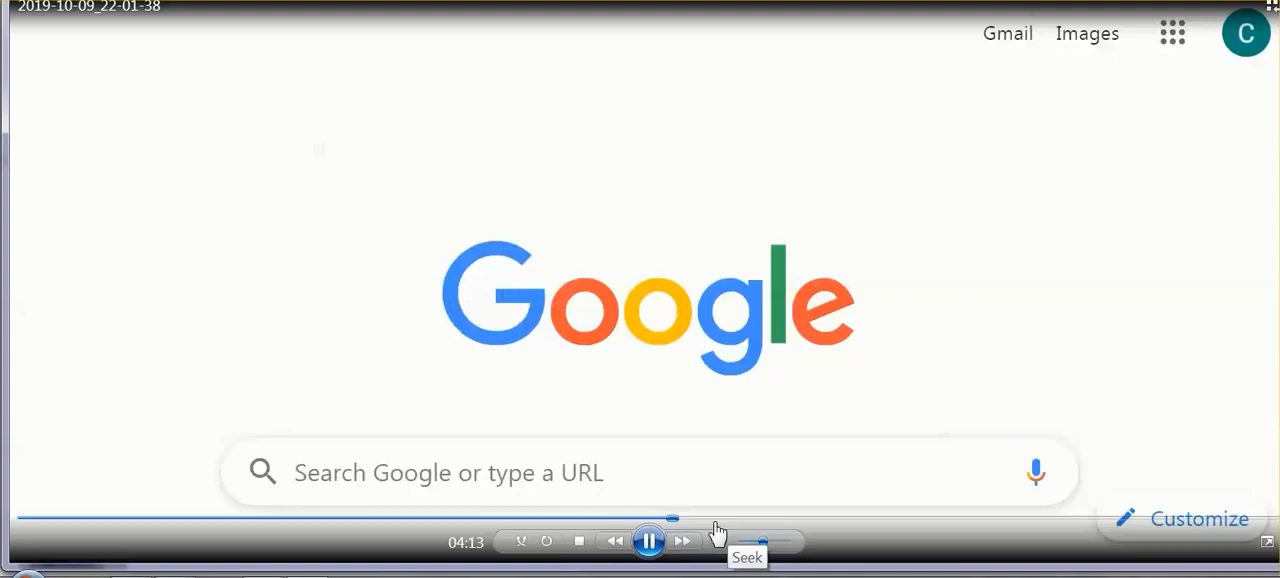 2019-10-09_22-01-38
Gmail Images C
Google
Search Google or type a URL
Customize
04:13
Seek